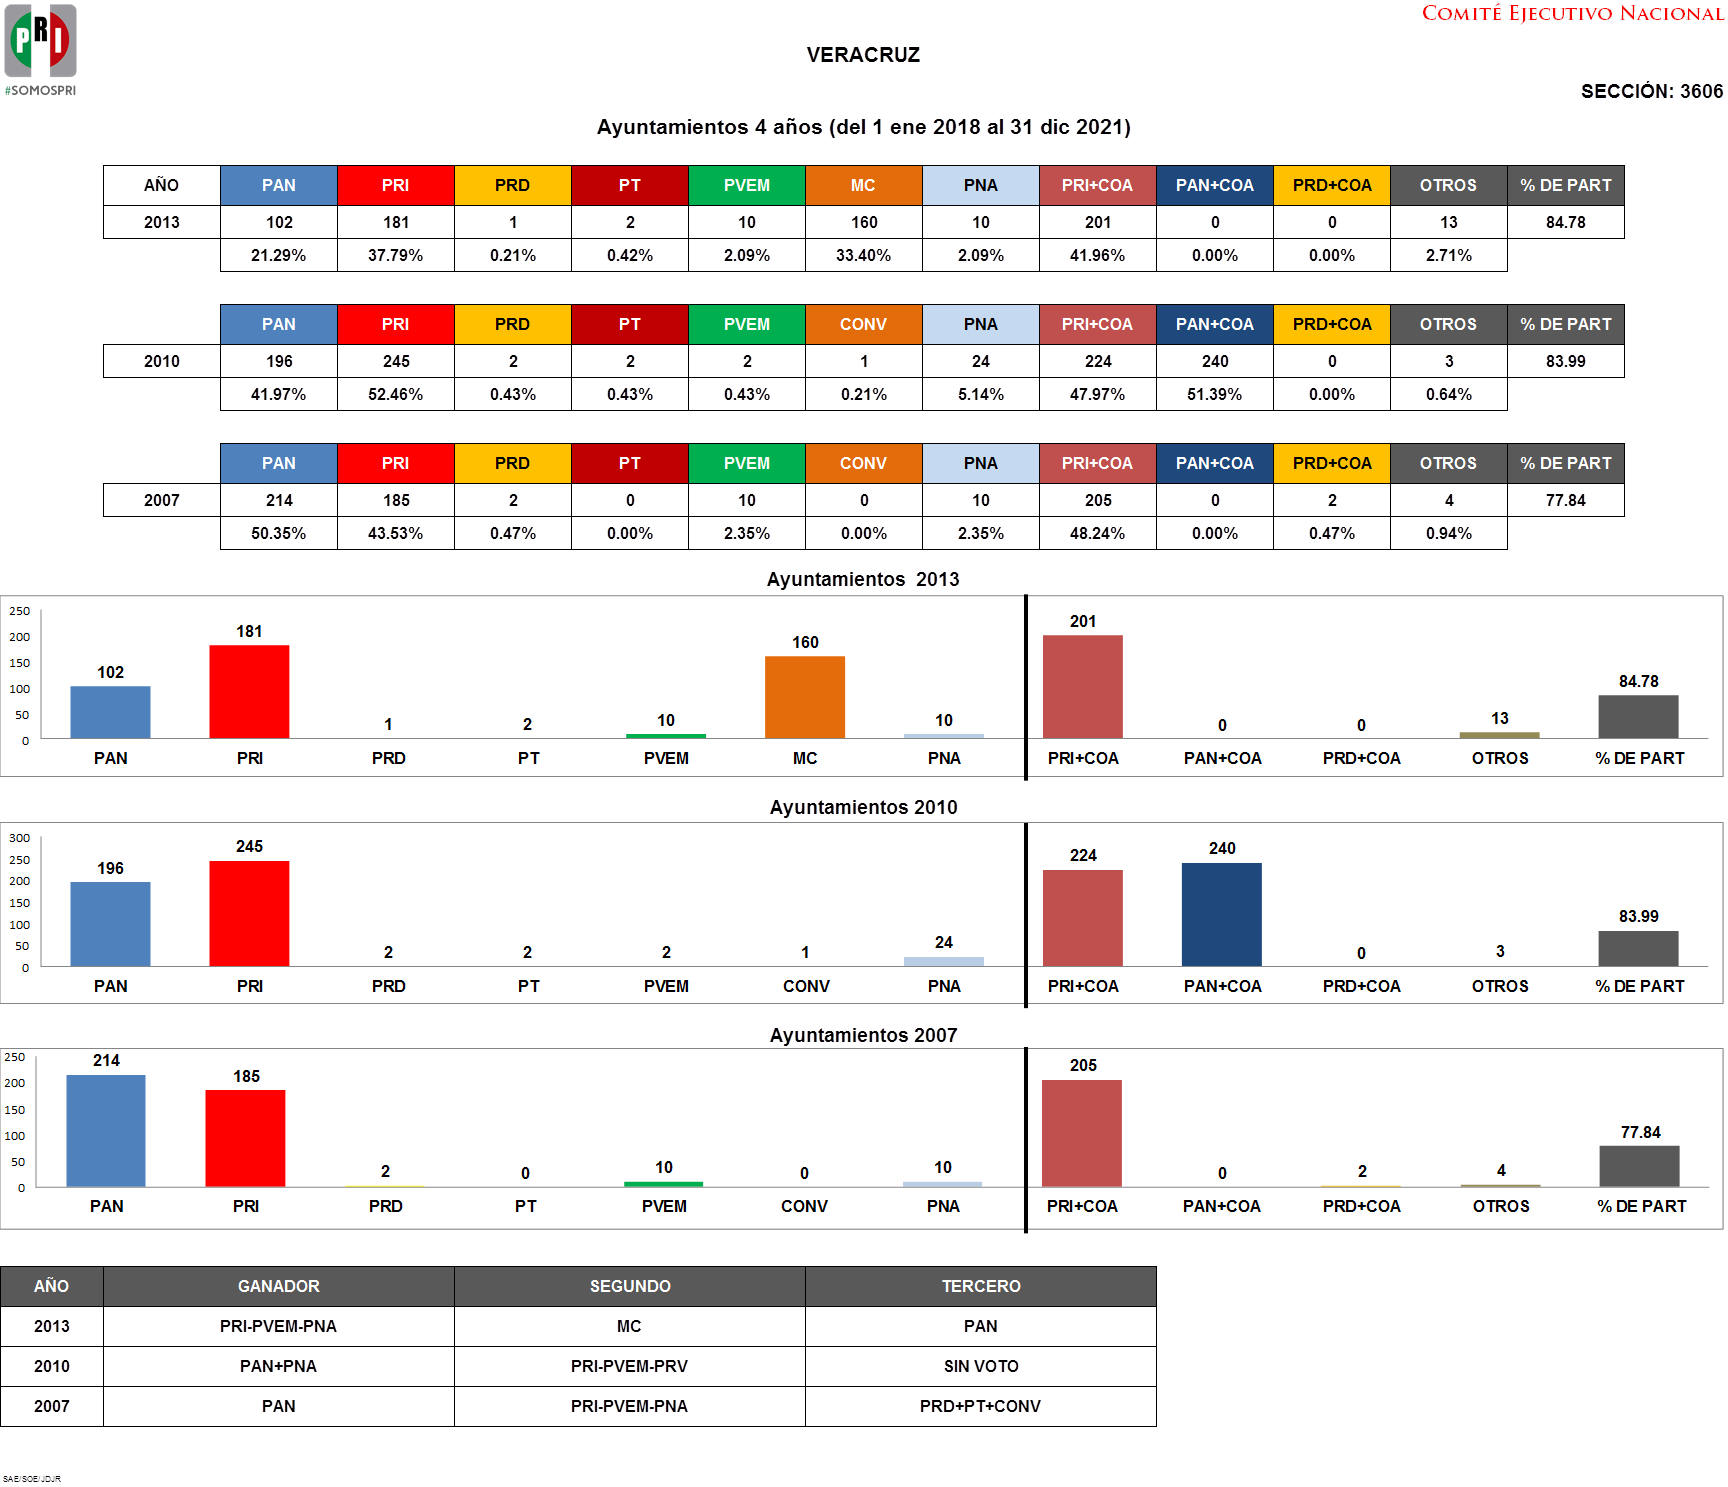 COMITÉ EJECUTIVO NACIONAL
PRI
#SOMOSPRI
VERACRUZ
SECCIÓN: 3606
Ayuntamientos 4 años (del 1 ene 2018 al 31 dic 2021)
AÑO PAN PRI PRD PT PVEM MC PNA PRI+COA PAN+COA PRD+COA OTROS % DE PART
2013 102 181 1 2 10 160 10 201 0 0 13 84.78
21.29% 37.79% 0.21% 0.42% 2.09% 33.40% 2.09% 41.96% 0.00% 0.00% 2.71%
PAN PRI PRD PT PVEM CONV PNA PRI+COA PAN+COA PRD+COA OTROS % DE PART
2010 196 245 2 2 2 1 24 224 240 0 3 83.99
41.97% 52.46% 0.43% 0.43% 0.43% 0.21% 5.14% 47.97% 51.39% 0.00% 0.64%
PAN PRI PRD PT PVEM CONV PNA PRI+COA PAN+COA PRD+COA OTROS % DE PART
2007 214 185 2 0 10 0 10 205 0 2 4 77.84
50.35% 43.53% 0.47% 0.00% 2.35% 0.00% 2.35% 48.24% 0.00% 0.47% 0.94%
Ayuntamientos 2013
250
200
150
100
50
0
102 181 1 2 10 160 10 201 0 0 13 84.78
PAN PRI PRD PT PVEM MC PNA PRI+COA PAN+COA PRD+COA OTROS % DE PART
Ayuntamientos 2010
300
250
200
150
100
50
0
196 245 2 2 2 1 24 224 240 0 3 83.99
PAN PRI PRD PT PVEM CONV PNA PRI+COA PAN+COA PRD+COA OTROS % DE PART
Ayuntamientos 2007
250
200
150
100
50
0
214 185 2 0 10 0 10 205 0 2 4 77.84
PAN PRI PRD PT PVEM CONV PNA PRI+COA PAN+COA PRD+COA OTROS % DE PART
AÑO GANADOR SEGUNDO TERCERO
2013 PRI-PVEM-PNA MC PAN
2010 PAN+PNA PRI-PVEM-PRV SIN VOTO
2007 PAN PRI-PVEM-PNA PRD+PT+CONV
SAE/SOE/JDJR